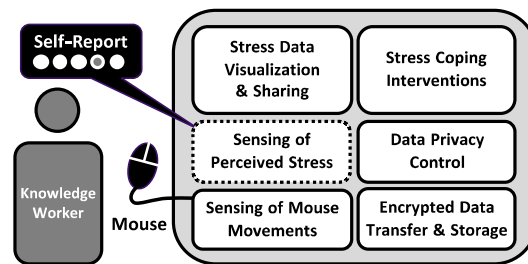 Self-Report
Knowledge
Worker
Mouse
Stress Data
Visualization
& Sharing
Stress Coping
Interventions
Sensing of
Perceived Stress
Data Privacy
Control
Sensing of Mouse
Movements
Encrypted Data
Transfer & Storage